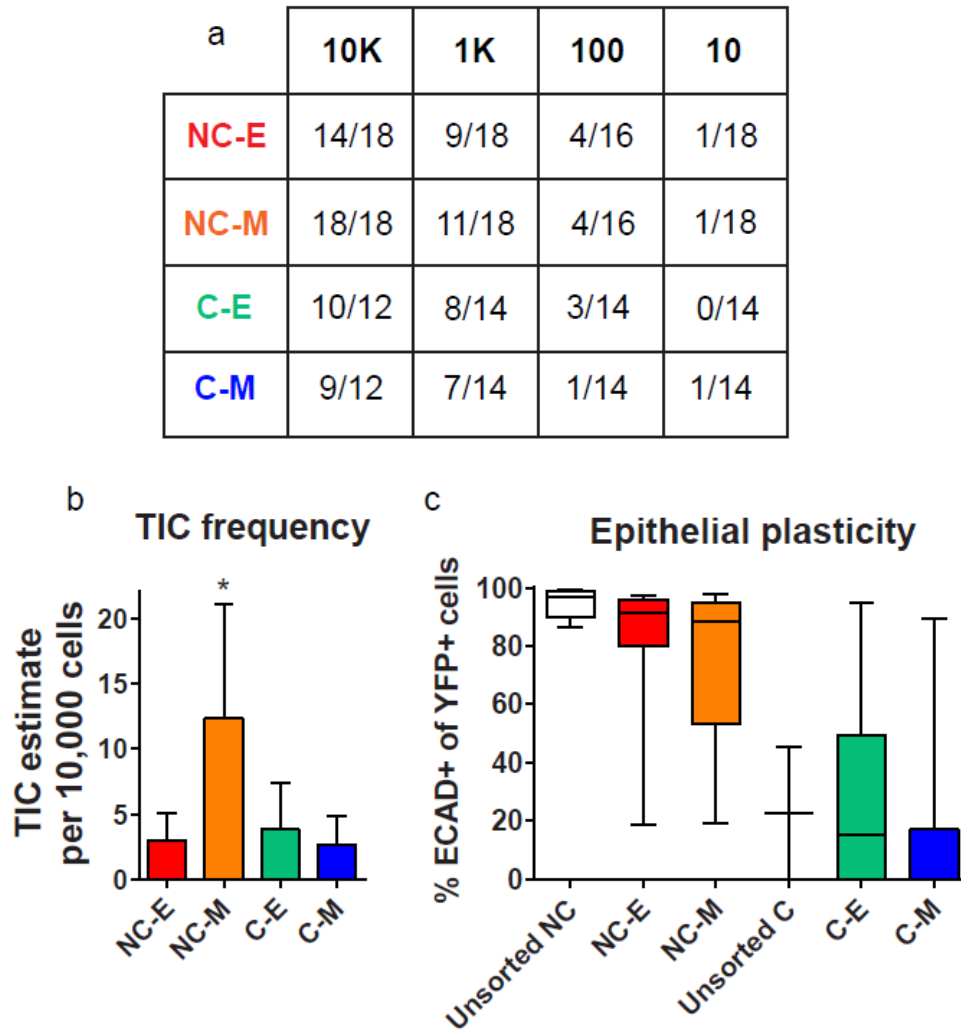 a
10K 1K 100 10
NC-E 14/18 9/18 4/16 1/18
NC-M 18/18 11/18 4/16 1/18
C-E 10/12 8/14 3/14 0/14
C-M 9/12 7/14 1/14 1/14
b
TIC frequency
TIC estimate
per 10,000 cells
20
15
10
5
0
*
NC-E
NC-M
C-E
C-M
c
Epithelial plasticity
% ECAD+ of YFP+ cells
100
80
60
40
20
0
Unsorted NC
NC-E
NC-M
Unsorted C
C-E
C-M